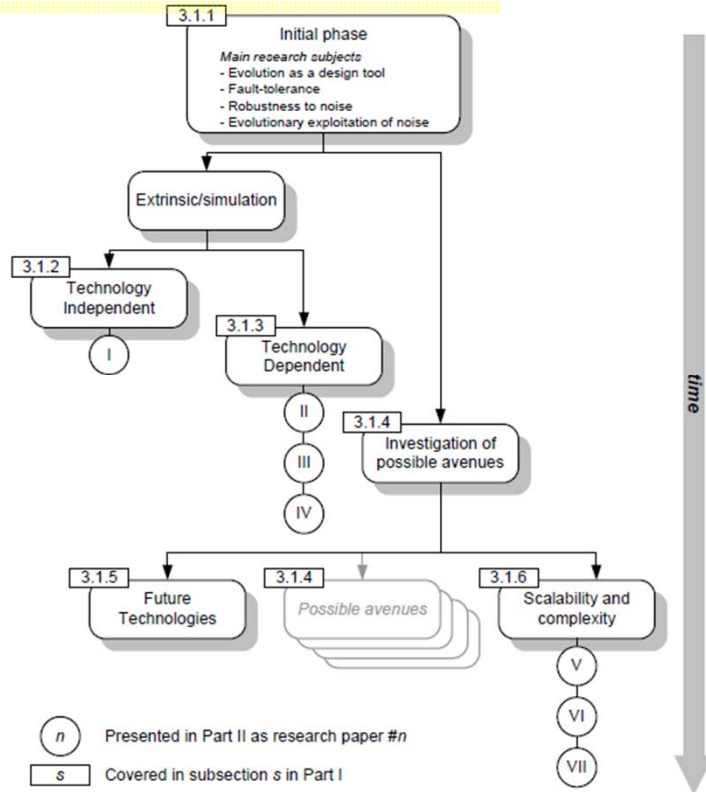 3.1.1
Initial phase
Main research subjects
- Evolution as a design tool
- Fault-tolerance
- Robustness to noise
- Evolutionary exploitation of noise
Extrinsic/simulation
3.1.2
Technology
Independent
I
3.1.3
Technology
Dependent
II
III
IV
time
3.1.4
Investigation of
possible avenues
3.1.5
Future
Technologies
3.1.4
Possible avenues
3.1.6
Scalability and
complexity
V
VI
VII
n Presented in Part II as research paper #n
s Covered in subsection s in Part I